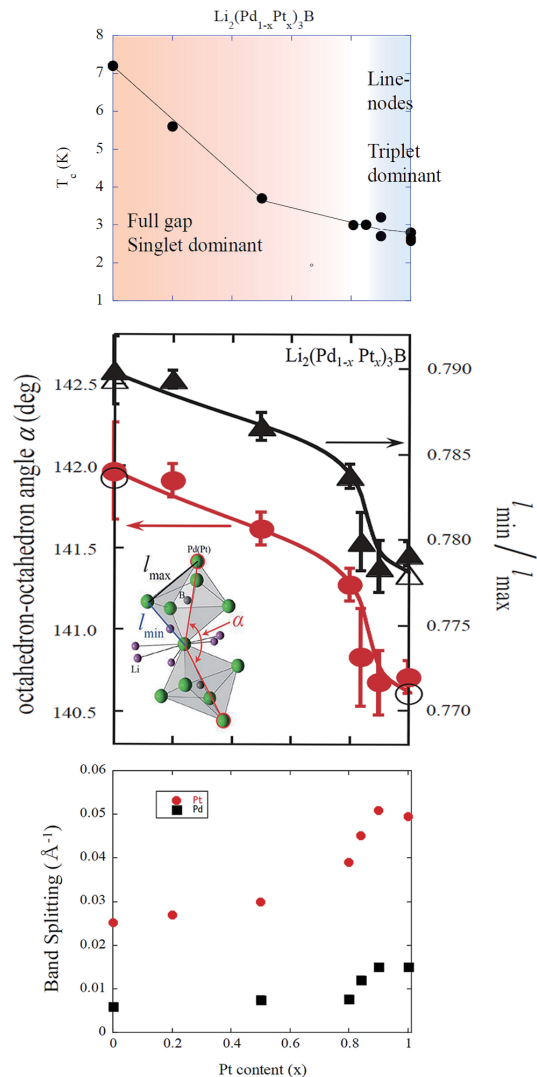 Li2(Pd1-xPtx)3B
8
7
6
5
4
3
2
1
Tc (K)
Line-
nodes
Triplet
dominant
Full gap
Singlet dominant
Li2(Pd1-x Ptx)3B
142.5
142.0
141.5
141.0
140.5
octahedron-octahedron angle α (deg)
0.790
0.785
0.780
0.775
0.770
lmin / lmax
Pd(Pt)
lmax
B
lmin
α
Li
0.06
0.05
0.04
0.03
0.02
0.01
0
Band Splitting ( Å-1)
Pt
Pd
0 0.2 0.4 0.6 0.8 1
Pt content (x)